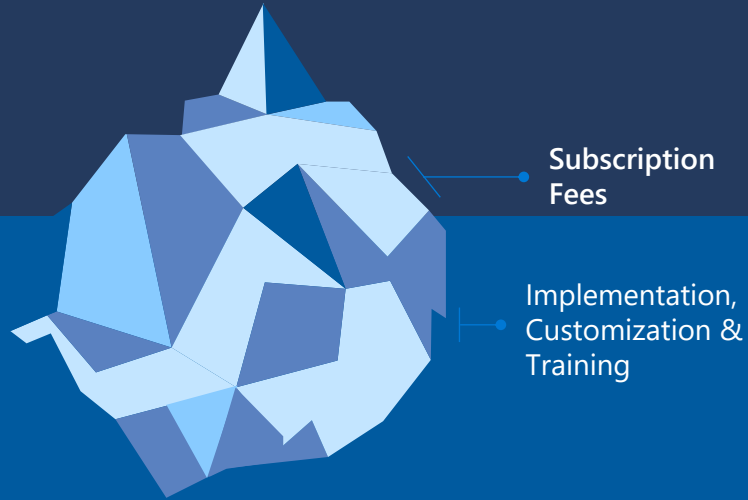 Subscription
Fees
Implementation,
Customization &
Training